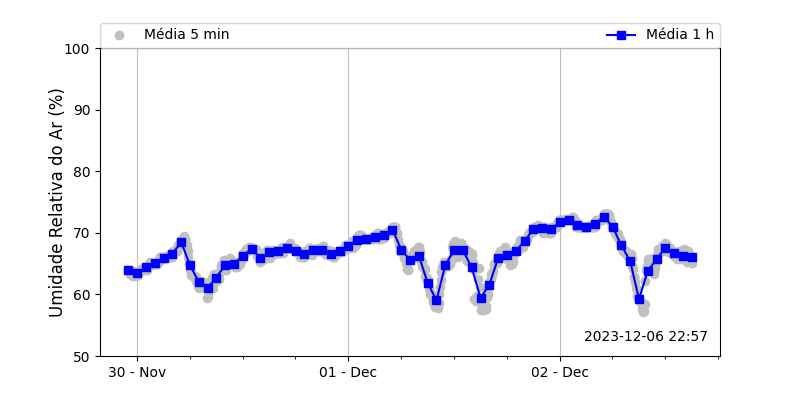 Média 5 min Média 1 h
100
90
80
70
60
50
Umidade Relativa do Ar (%)
2023-12-06 22:57
30 - Nov 01 - Dec 02 - Dec